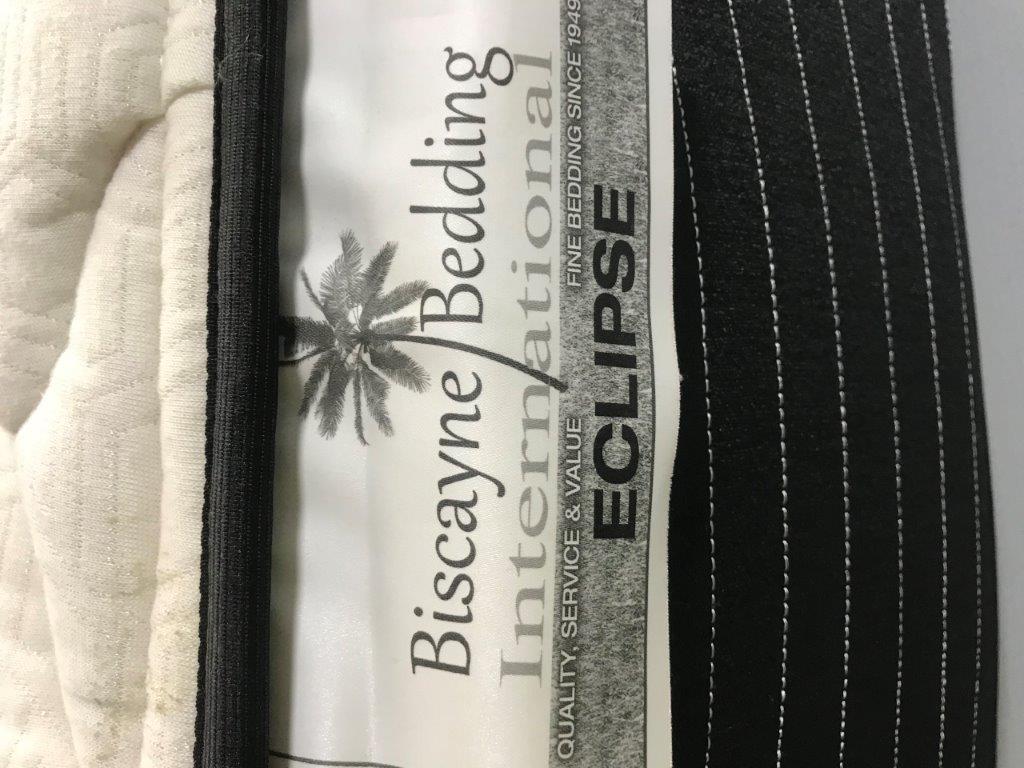 Biscayne Bedding
International
QUALITY, SERVICE & VALUE FINE BEDDING SINCE 1949
ECLIPSE